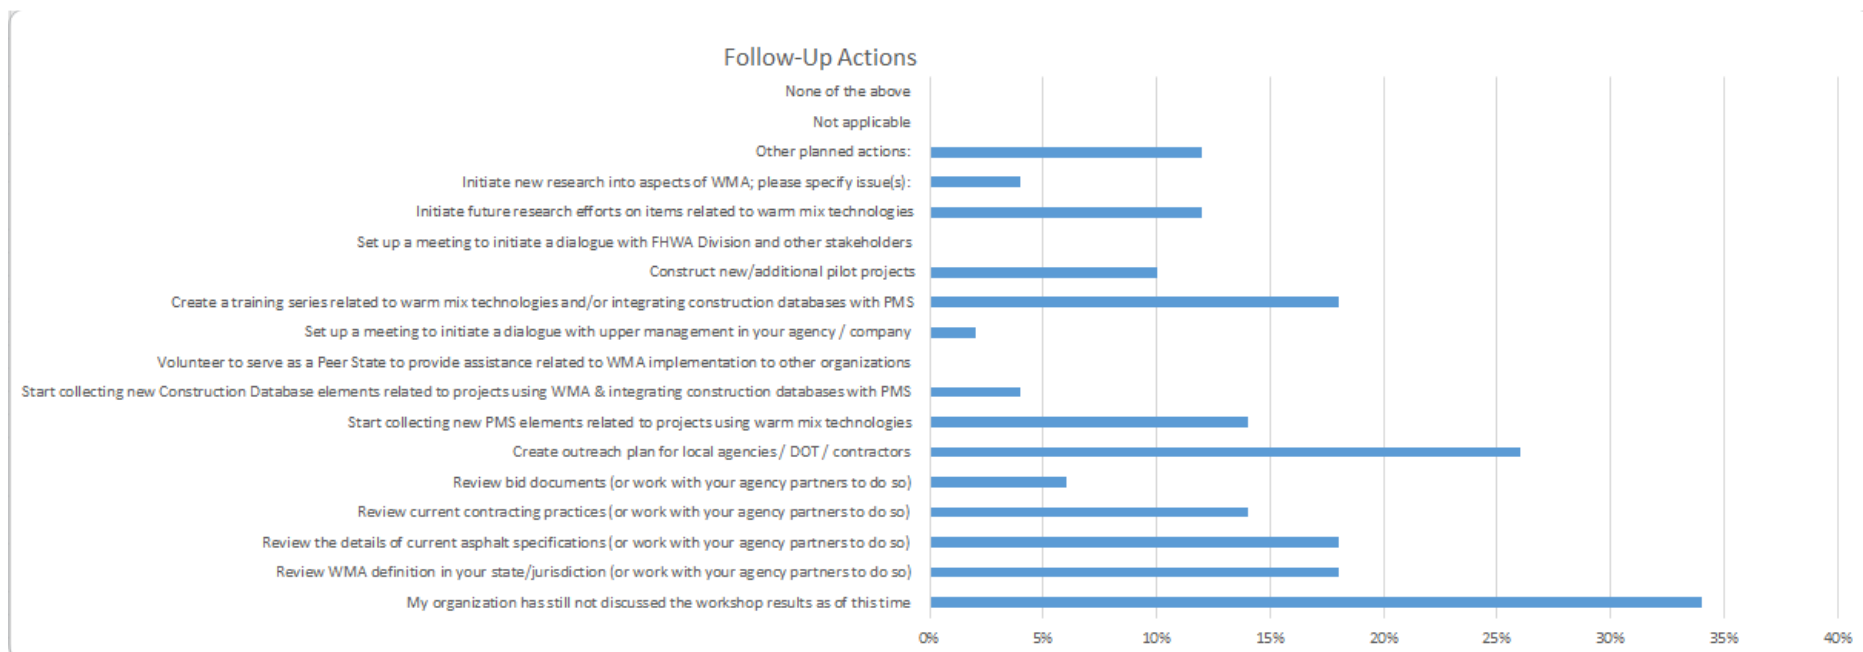 Follow-Up Actions
None of the above
Not applicable
Other planned actions:
Initiate new research into aspects of WMA; please specify issue(s):
Initiate future research efforts on items related to warm mix technologies
Set up a meeting to initiate a dialogue with FHWA Division and other stakeholders
Construct new/additional pilot projects
Create a training series related to warm mix technologies and/or integrating construction databases with PMS
Set up a meeting to initiate a dialogue with upper management in your agency / company
Volunteer to serve as a Peer State to provide assistance related to WMA implementation to other organizations
Start collecting new Construction Database elements related to projects using WMA & integrating construction databases with PMS
Start collecting new PMS elements related to projects using warm mix technologies
Create outreach plan for local agencies / DOT / contractors
Review bid documents (or work with your agency partners to do so)
Review current contracting practices (or work with your agency partners to do so)
Review the details of current asphalt specifications (or work with your agency partners to do so)
Review WMA definition in your state/jurisdiction (or work with your agency partners to do so)
My organization has still not discussed the workshop results as of this time
0% 5% 10% 15% 20% 25% 30% 35% 40%